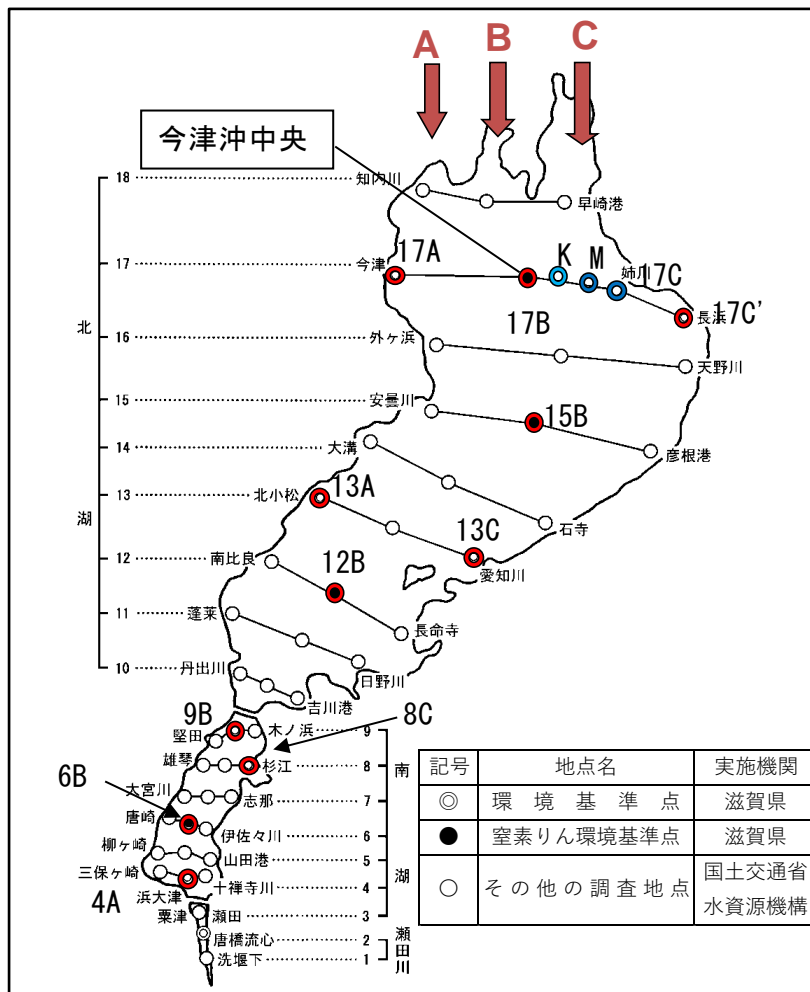 A B C
今津沖中央
18 知内川 早崎港
17 今津 17A K M 姉川 17C
17B 長浜 17C'
北
16 外ヶ浜 天野川
15 安曇川 15B 彦根港
14 大溝 石寺
13 北小松 13A
湖
13C 愛知川
12 南比良 12B 長命寺
11 蓬莱 日野川
10 丹出川 吉川港
9B 8C
堅田 木ノ浜 9
南
雄琴 杉江 8
6B
大宮川 志那 7
唐崎 伊佐々川 6
柳ヶ崎 山田港 5
湖
三保ヶ崎 十禅寺川 4
4A 浜大津
粟津 瀬田 3
唐橋流心 2
瀬田川
洗堰下 1
記号 地点名 実施機関
◎ 環境基準点 滋賀県
● 窒素りん環境基準点 滋賀県
○ その他の調査地点 国土交通省
水資源機構